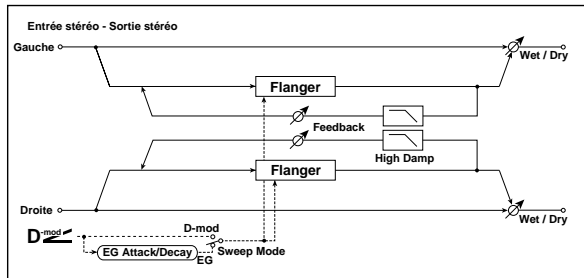 Entrée stéréo - Sortie stéréo
Gauche
Wet / Dry
Flanger
Feedback
High Damp
Flanger
Droite
Wet / Dry
D-mod
D-mod
EG Attack/Decay
EG
Sweep Mode